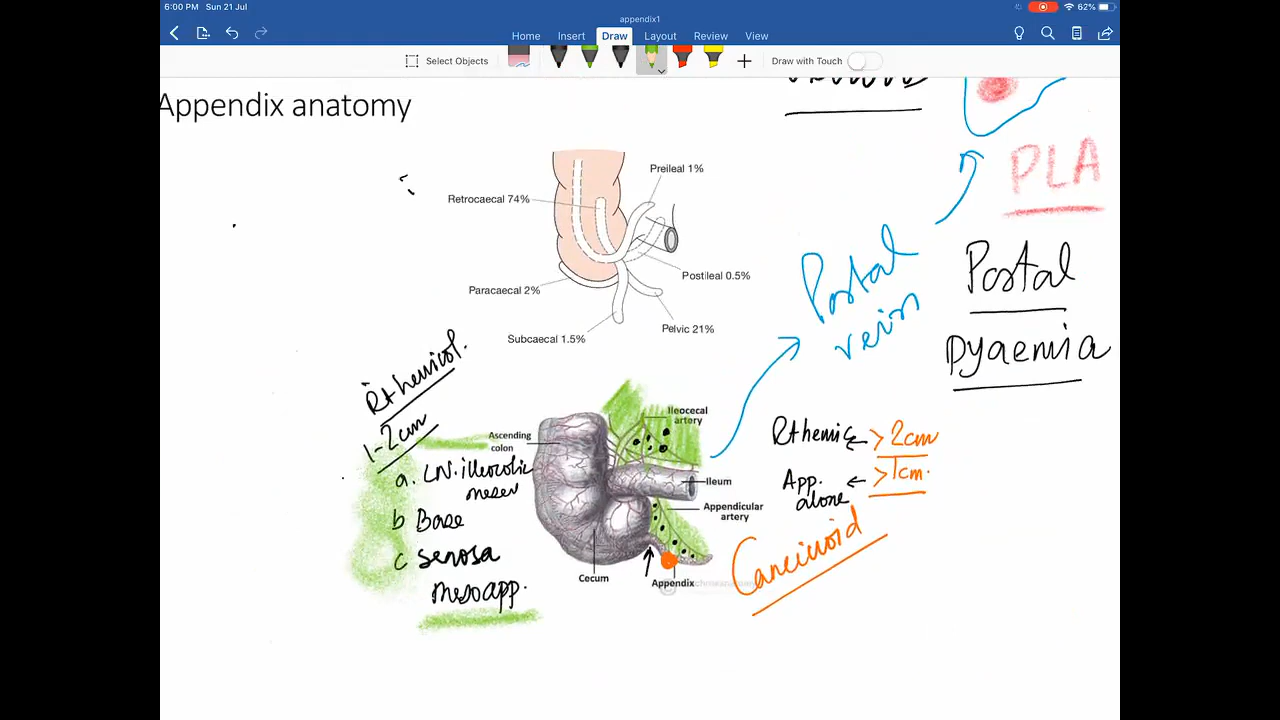 6:00 PM Sun 21 Jul
62%
appendix1
Home Insert Draw Layout Review View
Select Objects
Draw with Touch
Appendix anatomy
Preileal 1%
Retrocaecal 74%
Postileal 0.5%
Paracaecal 2%
Pelvic 21%
Subcaecal 1.5%
PLA
Portal
Pyaemia
Portal
vein
Rt hemicol.
1-2cm
a. LN. illeocolic
meser
b Base
c serosa
mesoapp.
Ileocecal
artery
Ascending
colon
Ileum
Appendicular
artery
Cecum
Appendix
Rt hemic >2cm
App. >1cm.
alone
Carcinoid